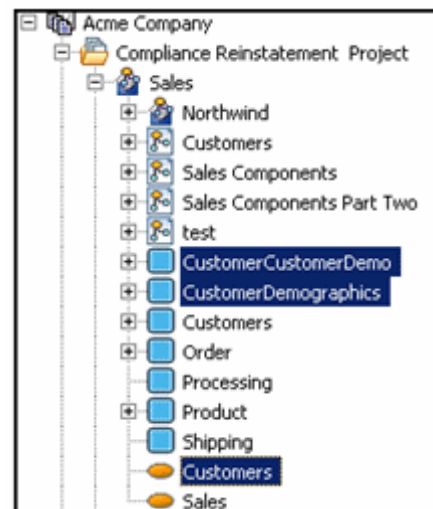 Acme Company
Compliance Reinstatement Project
Sales
Northwind
Customers
Sales Components
Sales Components Part Two
test
CustomerCustomerDemo
CustomerDemographics
Customers
Order
Processing
Product
Shipping
Customers
Sales